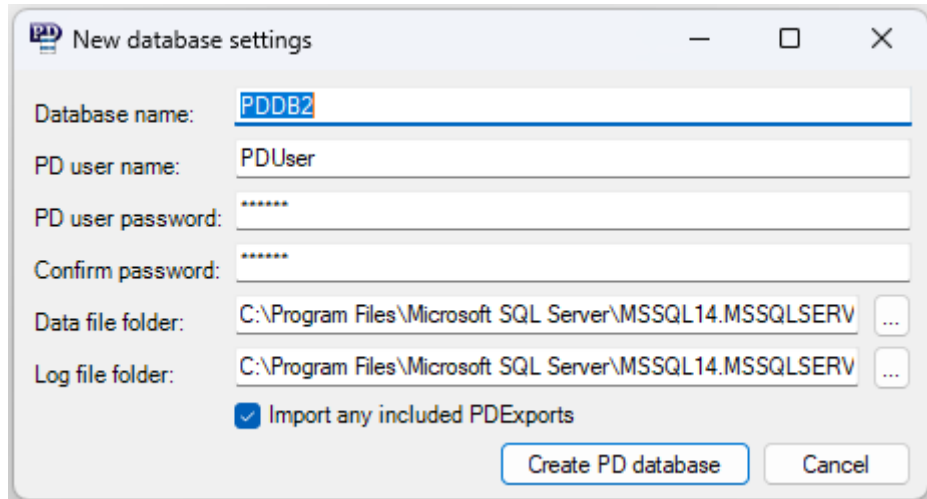 PD New database settings
Database name: PDDB2
PD user name: PDUser
PD user password: ******
Confirm password: ******
Data file folder: C:\Program Files\Microsoft SQL Server\MSSQL14.MSSQLSERV ...
Log file folder: C:\Program Files\Microsoft SQL Server\MSSQL14.MSSQLSERV ...
Import any included PDExports
Create PD database Cancel